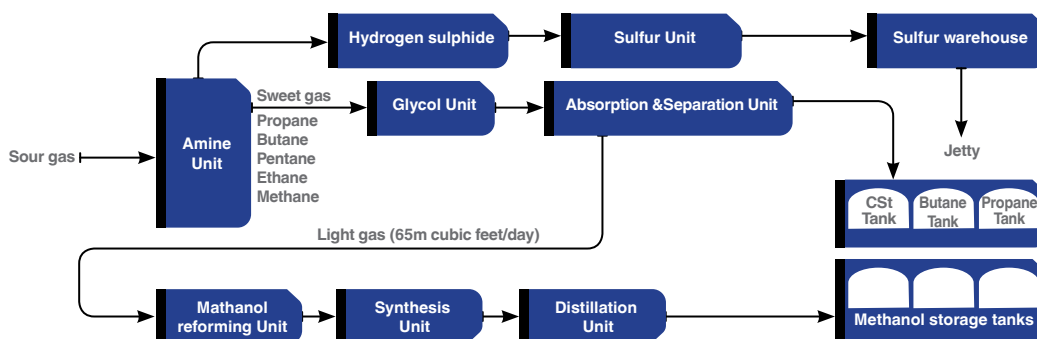 Hydrogen sulphide
Sulfur Unit
Sulfur warehouse
Sweet gas
Propane
Butane
Pentane
Ethane
Methane
Glycol Unit
Absorption &Separation Unit
Amine
Unit
Sour gas
Jetty
CSt
Tank
Butane
Tank
Propane
Tank
Light gas (65m cubic feet/day)
Mathanol
reforming Unit
Synthesis
Unit
Distillation
Unit
Methanol storage tanks